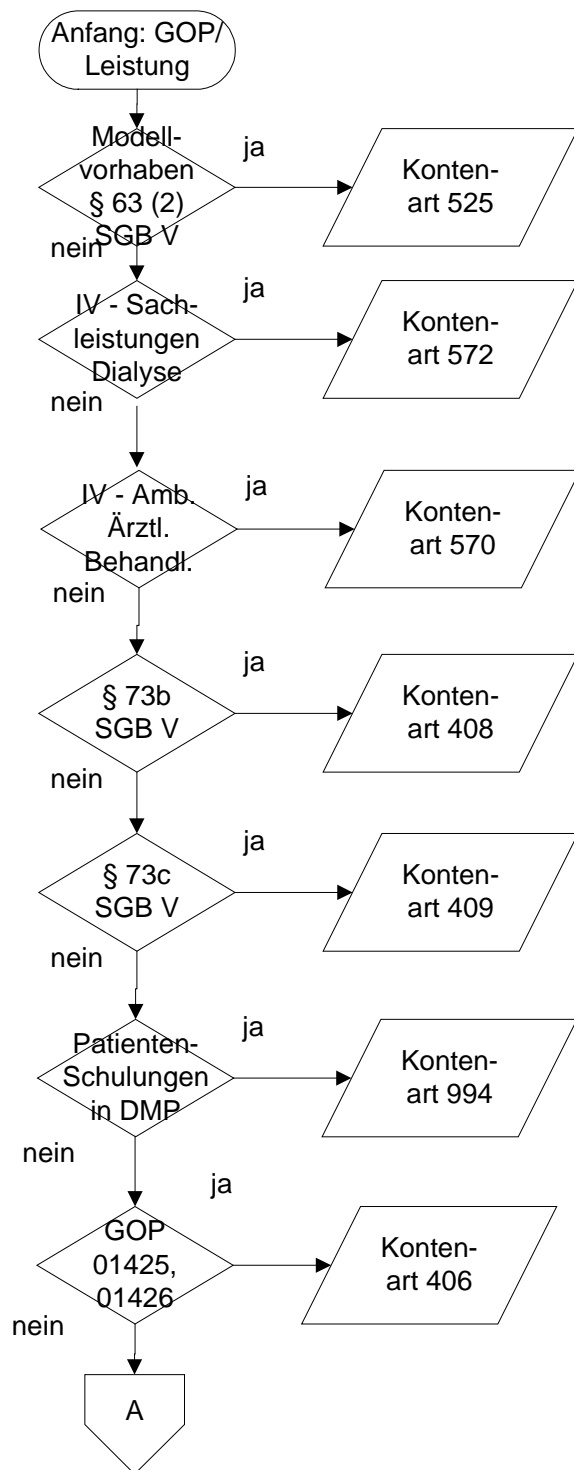 Anfang: GOP/
Leistung
Modell-
vorhaben
§ 63 (2)
SGB V
ja
Konten-
art 525
nein
IV - Sach-
leistungen
Dialyse
ja
Konten-
art 572
nein
IV - Amb.
Ärztl.
Behandl.
ja
Konten-
art 570
nein
§ 73b
SGB V
ja
Konten-
art 408
nein
§ 73c
SGB V
ja
Konten-
art 409
nein
Patienten-
Schulungen
in DMP
ja
Konten-
art 994
nein
GOP
01425,
01426
ja
Konten-
art 406
nein
A